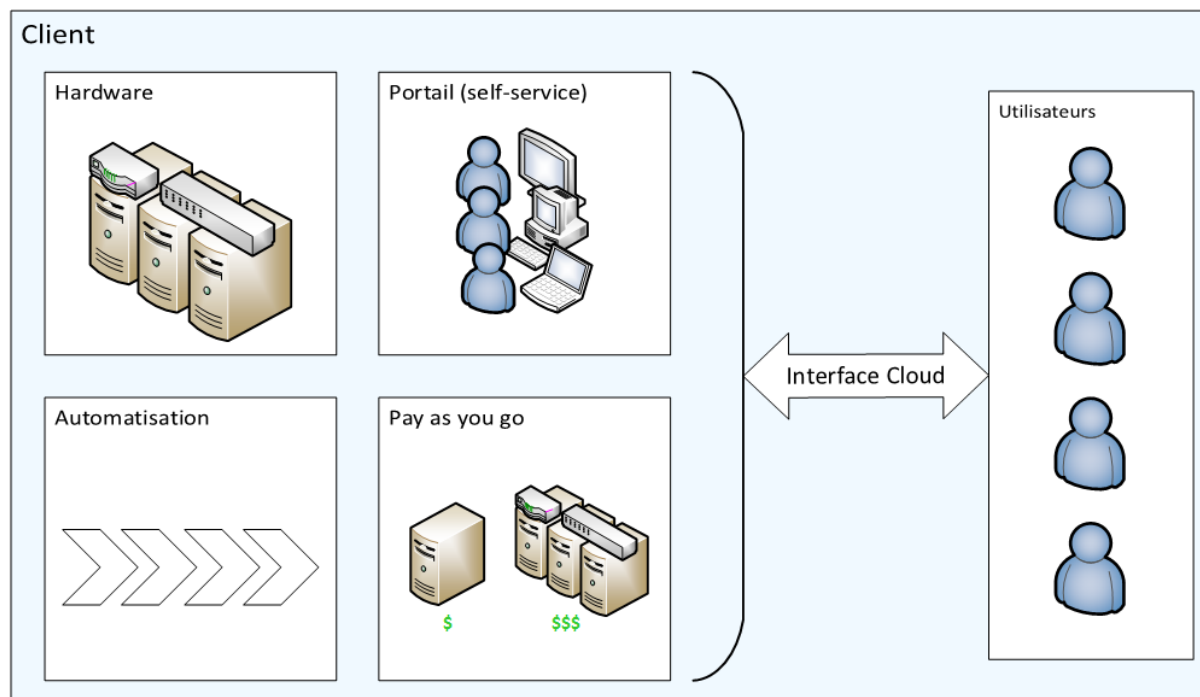 Client
Hardware
Portail (self-service)
Utilisateurs
Interface Cloud
Automatisation
Pay as you go
$
$$$